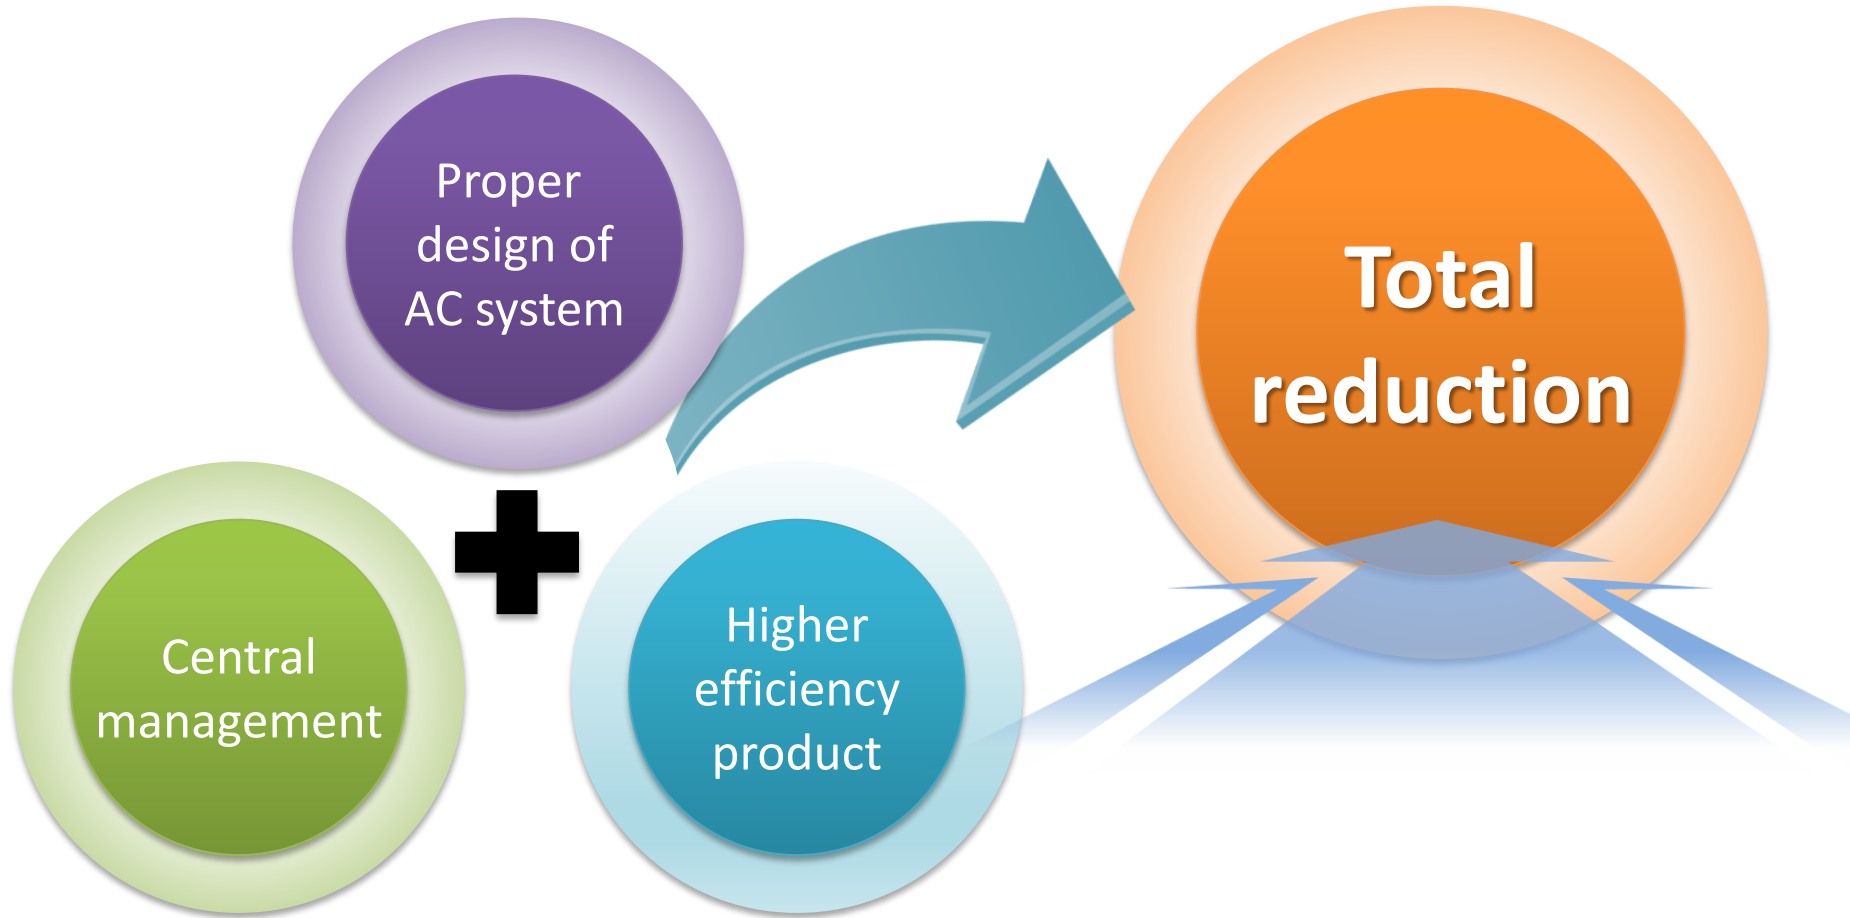 Proper
design of
AC system
Central
management
Higher
efficiency
product
Total
reduction